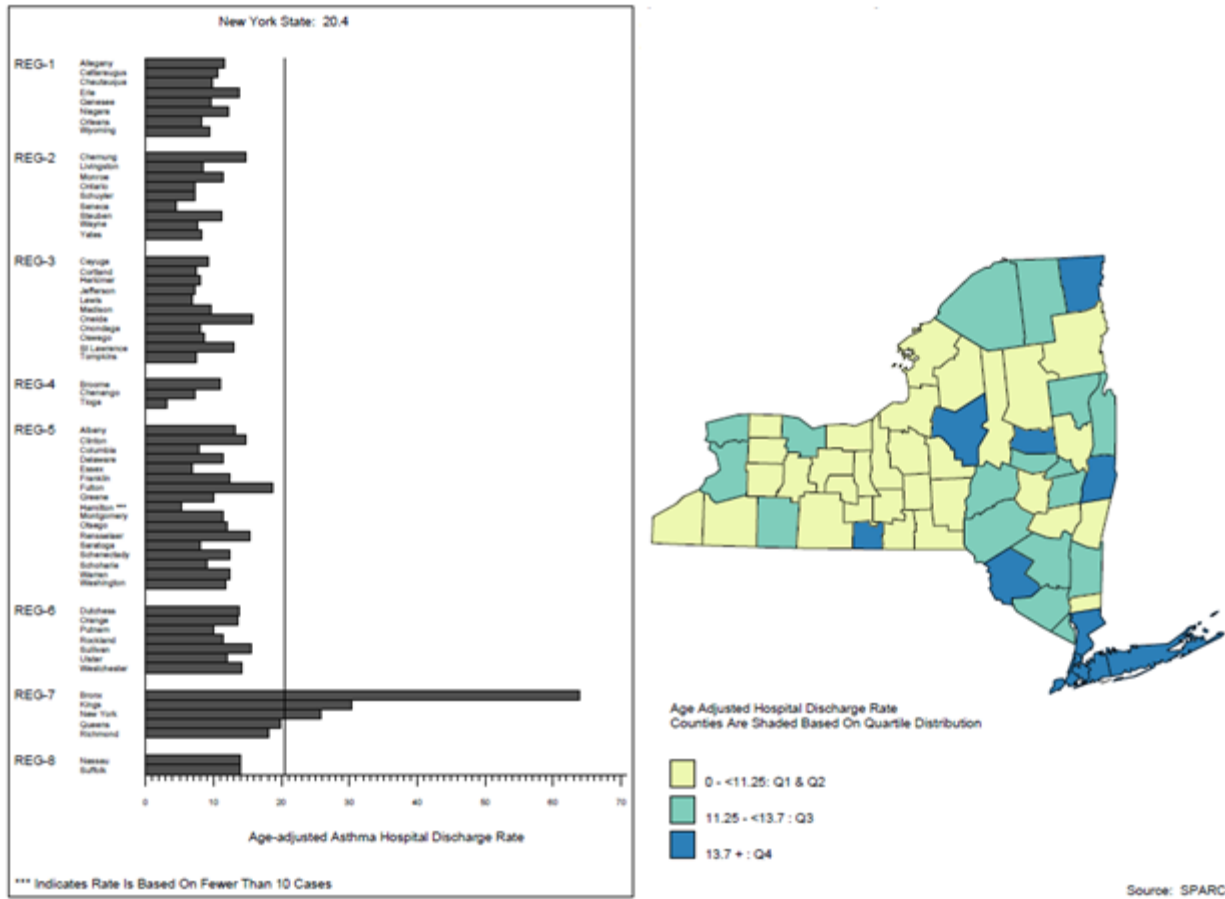 New York State: 20.4
REG-1
Allegany
Cattaraugus
Chautauqua
Erie
Genesee
Niagara
Orleans
Wyoming
REG-2
Chemung
Livingston
Monroe
Ontario
Schuyler
Seneca
Steuben
Wayne
Yates
REG-3
Cayuga
Cortland
Herkimer
Jefferson
Lewis
Madison
Oneida
Onondaga
Oswego
St Lawrence
Tompkins
REG-4
Broome
Chenango
Tioga
REG-5
Albany
Clinton
Columbia
Delaware
Essex
Franklin
Fulton
Greene
Hamilton ***
Montgomery
Otsego
Rensselaer
Saratoga
Schenectady
Schoharie
Warren
Washington
REG-6
Dutchess
Orange
Putnam
Rockland
Sullivan
Ulster
Westchester
REG-7
Bronx
Kings
New York
Queens
Richmond
REG-8
Nassau
Suffolk
0 10 20 30 40 50 60 70
Age-adjusted Asthma Hospital Discharge Rate
*** Indicates Rate Is Based On Fewer Than 10 Cases
Age Adjusted Hospital Discharge Rate
Counties Are Shaded Based On Quartile Distribution
0 - <11.25: Q1 & Q2
11.25 - <13.7 : Q3
13.7 + : Q4
Source: SPARC